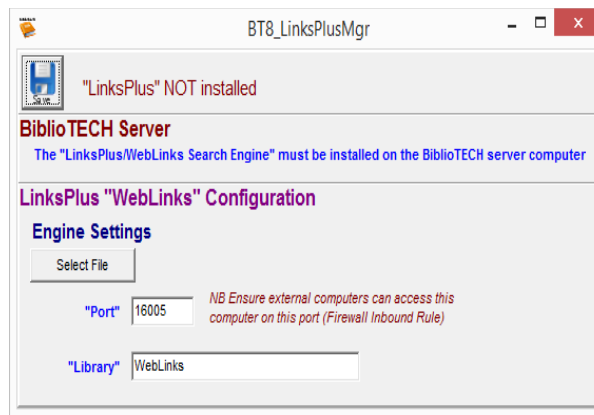 BT8_LinksPlusMgr
Save
"LinksPlus" NOT installed
BiblioTECH Server
The "LinksPlus/WebLinks Search Engine" must be installed on the BiblioTECH server computer
LinksPlus "WebLinks" Configuration
Engine Settings
Select File
"Port" 16005 NB Ensure external computers can access this
computer on this port (Firewall Inbound Rule)
"Library" WebLinks